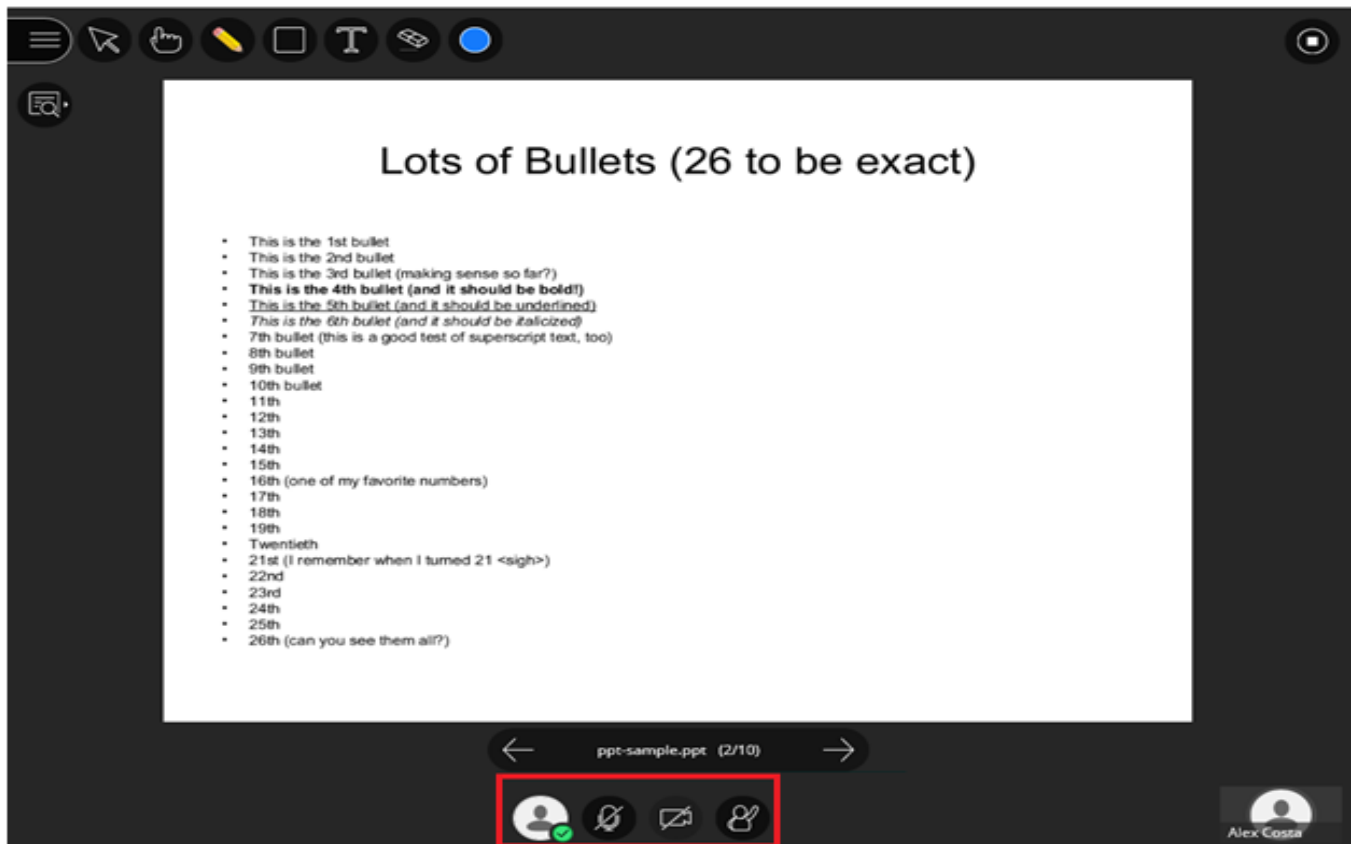 Lots of Bullets (26 to be exact)
• This is the 1st bullet
• This is the 2nd bullet
• This is the 3rd bullet (making sense so far?)
• This is the 4th bullet (and it should be bold!)
• This is the 5th bullet (and it should be underlined)
• This is the 6th bullet (and it should be italicized)
• 7th bullet (this is a good test of superscript text, too)
• 8th bullet
• 9th bullet
• 10th bullet
• 11th
• 12th
• 13th
• 14th
• 15th
• 16th (one of my favorite numbers)
• 17th
• 18th
• 19th
• Twentieth
• 21st (I remember when I turned 21 <sigh>)
• 22nd
• 23rd
• 24th
• 25th
• 26th (can you see them all?)
ppt-sample.ppt (2/10)
Alex Costa